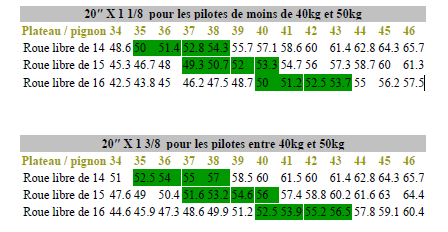 20" X 1 1/8 pour les pilotes de moins de 40kg et 50kg
Plateau / pignon 34 35 36 37 38 39 40 41 42 43 44 45 46
Roue libre de 14 48.6 50 51.4 52.8 54.3 55.7 57.1 58.6 60 61.4 62.8 64.3 65.7
Roue libre de 15 45.3 46.7 48 49.3 50.7 52 53.3 54.7 56 57.3 58.7 60 61.3
Roue libre de 16 42.5 43.8 45 46.2 47.5 48.7 50 51.2 52.5 53.7 55 56.2 57.5
20" X 1 3/8 pour les pilotes entre 40kg et 50kg
Plateau / pignon 34 35 36 37 38 39 40 41 42 43 44 45 46
Roue libre de 14 51 52.5 54 55 57 58.5 60 61.5 60 61.4 62.8 64.3 65.7
Roue libre de 15 47.6 49 50.4 51.6 53.2 54.6 56 57.4 58.8 60.2 61.6 63 64.4
Roue libre de 16 44.6 45.9 47.3 48.6 49.9 51.2 52.5 53.9 55.2 56.5 57.8 59.1 60.4